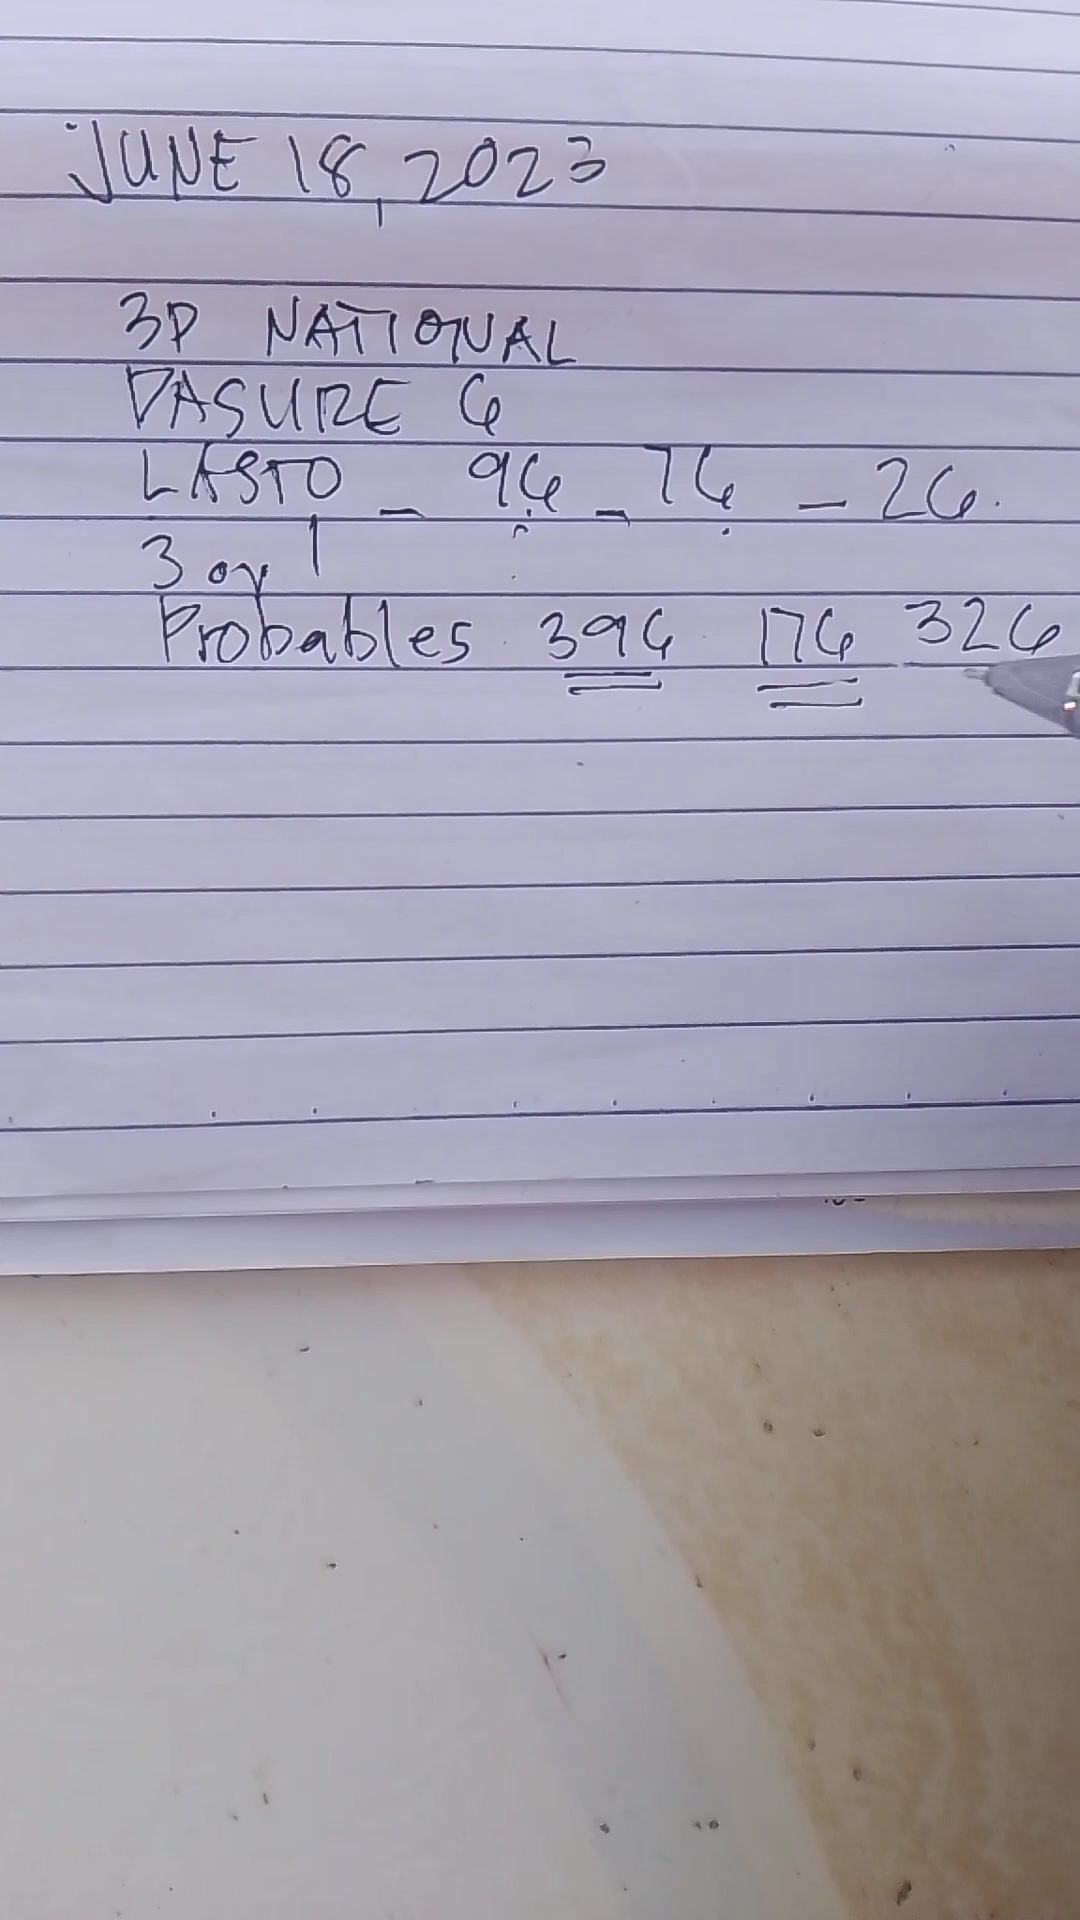 JUNE 18, 2023
3D NATIONAL
DASURE 6
LASTO _ 96 _ 76 _ 26.
3 or 1
Probables 396 176 326